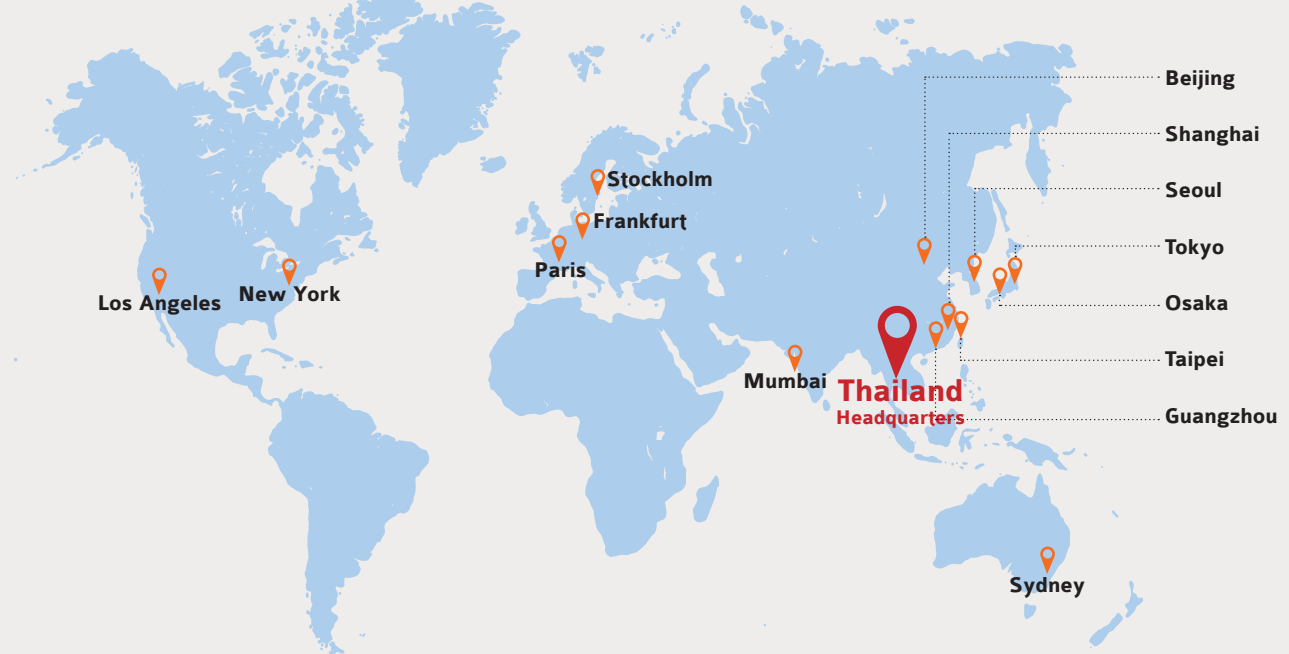 Beijing
Shanghai
Stockholm
Seoul
Frankfurt
Tokyo
Paris
Los Angeles
New York
Osaka
Taipei
Mumbai
Thailand
Headquarters
Guangzhou
Sydney